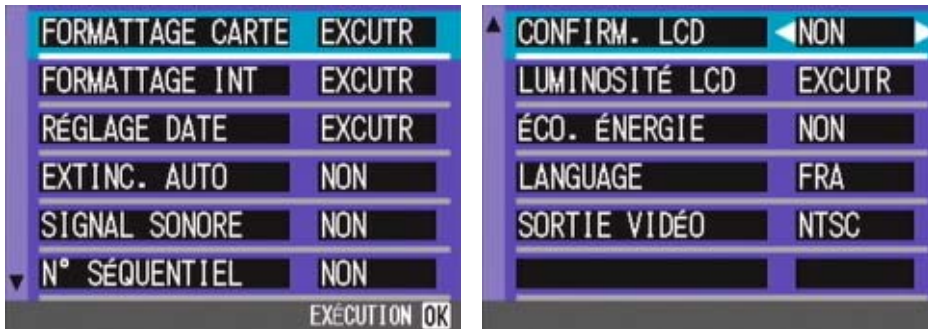 FORMATTAGE CARTE EXCUTR
FORMATTAGE INT EXCUTR
RÉGLAGE DATE EXCUTR
EXTINC. AUTO NON
SIGNAL SONORE NON
N° SÉQUENTIEL NON
EXÉCUTION OK
CONFIRM. LCD NON
LUMINOSITÉ LCD EXCUTR
ÉCO. ÉNERGIE NON
LANGUAGE FRA
SORTIE VIDÉO NTSC